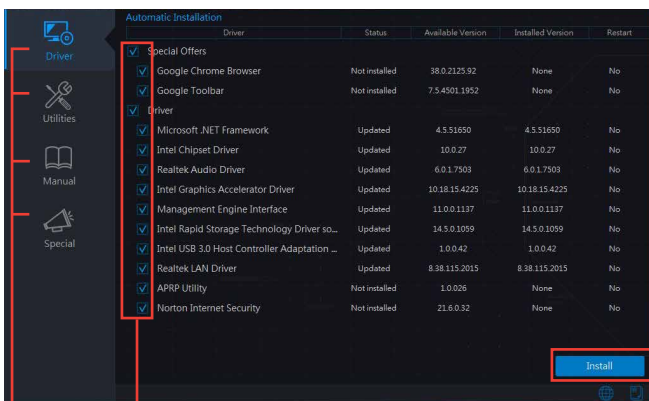 Automatic Installation
Driver Status Available Version Installed Version Restart
Special Offers
Google Chrome Browser Not installed 38.0.2125.92 None No
Google Toolbar Not installed 7.5.4501.1952 None No
Driver
Microsoft .NET Framework Updated 4.5.51650 4.5.51650 No
Intel Chipset Driver Updated 10.0.27 10.0.27 No
Realtek Audio Driver Updated 6.0.1.7503 6.0.1.7503 No
Intel Graphics Accelerator Driver Updated 10.18.15.4225 10.18.15.4225 No
Management Engine Interface Updated 11.0.0.1137 11.0.0.1137 No
Intel Rapid Storage Technology Driver so... Updated 14.5.0.1059 14.5.0.1059 No
Intel USB 3.0 Host Controller Adaptation ... Updated 1.0.0.42 1.0.0.42 No
Realtek LAN Driver Updated 8.38.115.2015 8.38.115.2015 No
APRP Utility Not installed 1.0.026 None No
Norton Internet Security Not installed 21.6.0.32 None No
Driver
Utilities
Manual
Special
Install